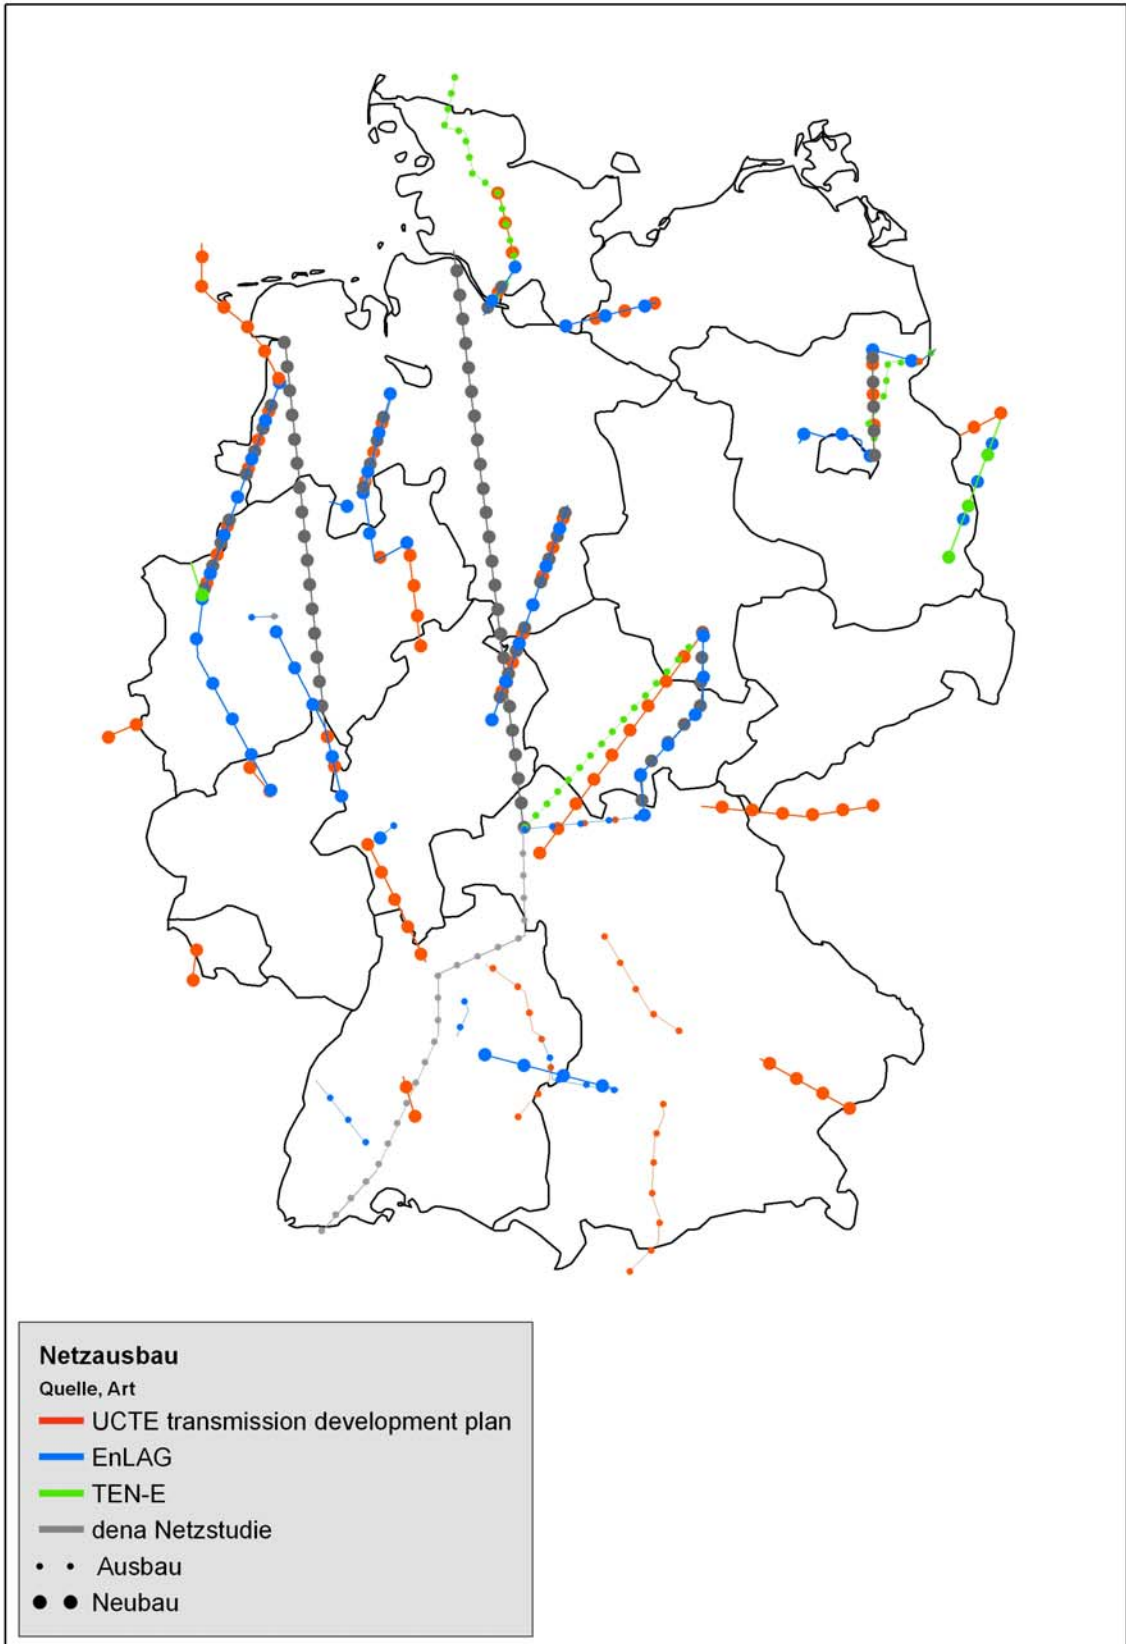 Netzausbau
Quelle, Art
UCTE transmission development plan
EnLAG
TEN-E
dena Netzstudie
Ausbau
Neubau